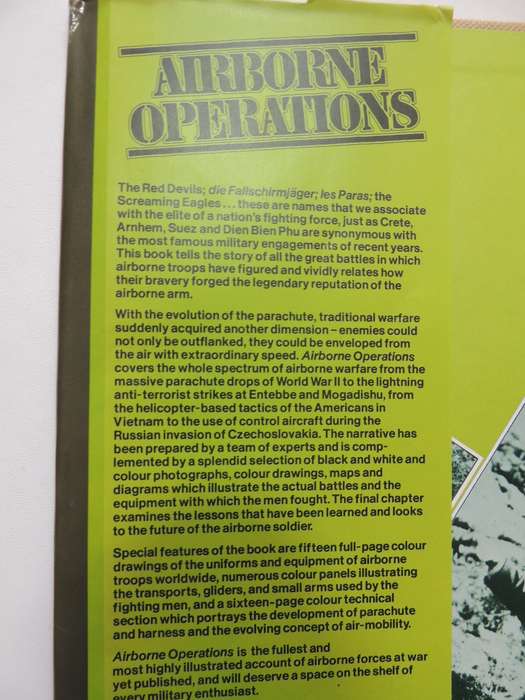 AIRBORNE
OPERATIONS
The Red Devils; die Fallschirmjäger; les Paras; the
Screaming Eagles ... these are names that we associate
with the elite of a nation's fighting force, just as Crete,
Arnhem, Suez and Dien Bien Phu are synonymous with
the most famous military engagements of recent years.
This book tells the story of all the great battles in which
airborne troops have figured and vividly relates how
their bravery forged the legendary reputation of the
airborne arm.
With the evolution of the parachute, traditional warfare
suddenly acquired another dimension – enemies could
not only be outflanked, they could be enveloped from
the air with extraordinary speed. Airborne Operations
covers the whole spectrum of airborne warfare from the
massive parachute drops of World War II to the lightning
anti-terrorist strikes at Entebbe and Mogadishu, from
the helicopter-based tactics of the Americans in
Vietnam to the use of control aircraft during the
Russian invasion of Czechoslovakia. The narrative has
been prepared by a team of experts and is comp-
lemented by a splendid selection of black and white and
colour photographs, colour drawings, maps and
diagrams which illustrate the actual battles and the
equipment with which the men fought. The final chapter
examines the lessons that have been learned and looks
to the future of the airborne soldier.
Special features of the book are fifteen full-page colour
drawings of the uniforms and equipment of airborne
troops worldwide, numerous colour panels illustrating
the transports, gliders, and small arms used by the
fighting men, and a sixteen-page colour technical
section which portrays the development of parachute
and harness and the evolving concept of air-mobility.
Airborne Operations is the fullest and
most highly illustrated account of airborne forces at war
yet published, and will deserve a space on the shelf of
every military enthusiast.